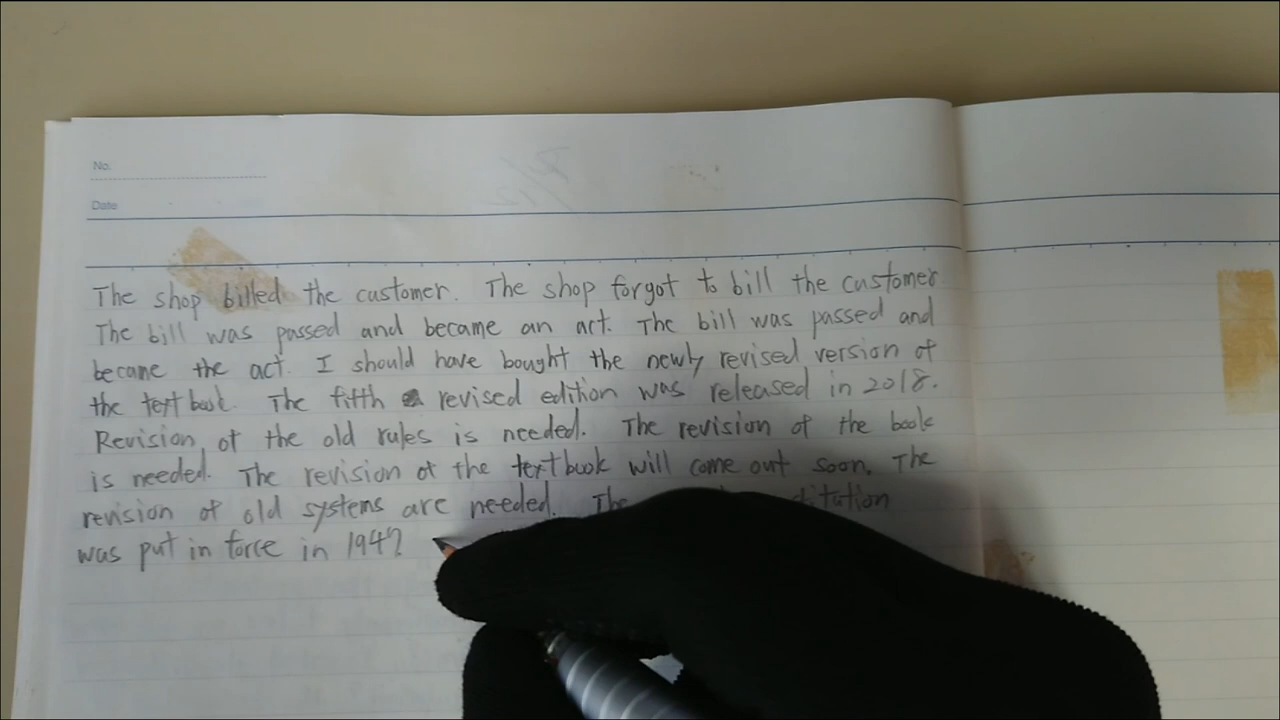 No.
Date
The shop billed the customer. The shop forgot to bill the customer
The bill was passed and became an act. The bill was passed and
became the act. I should have bought the newly revised version of
the textbook. The fifth revised edition was released in 2018.
Revision of the old rules is needed. The revision of the book
is needed. The revision of the textbook will come out soon. The
revision of old systems are needed. The
was put in force in 1947